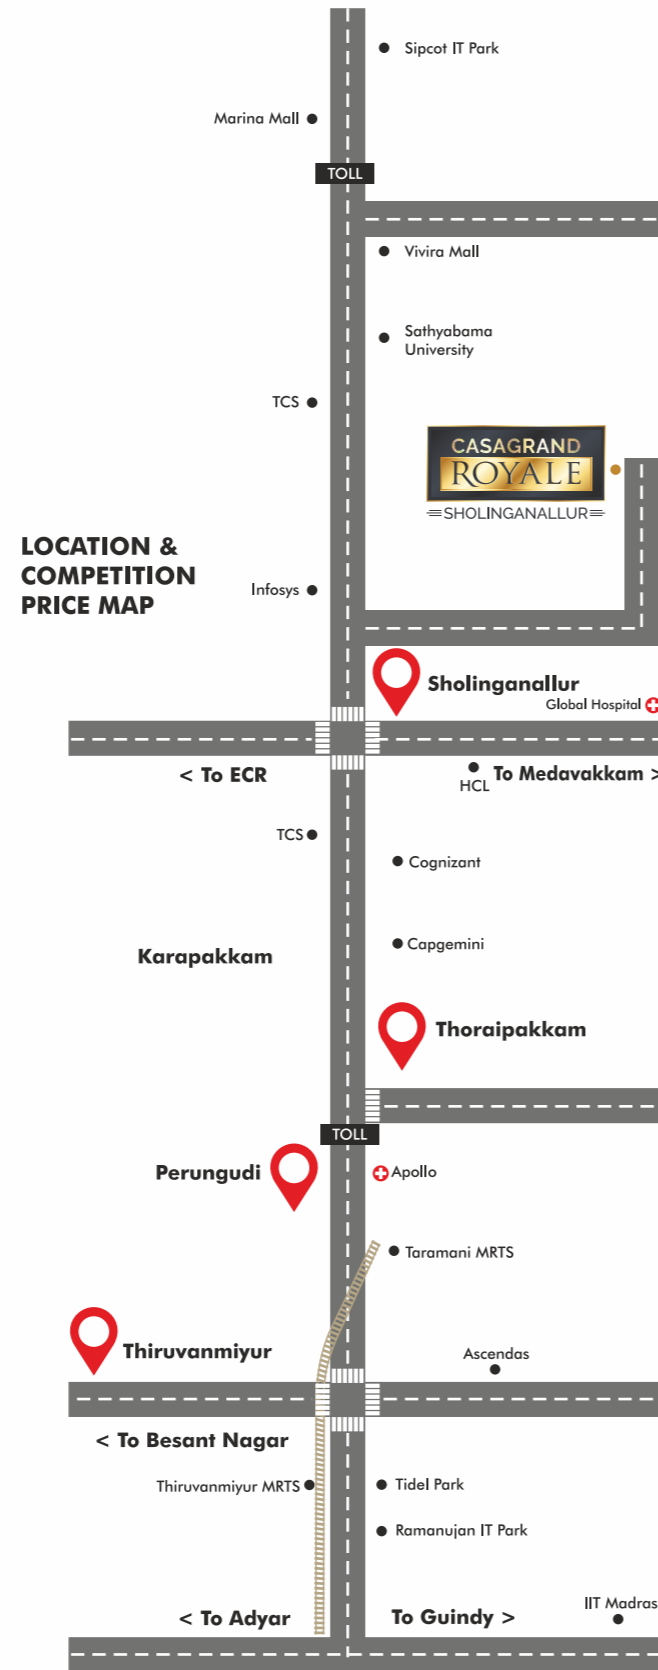 Sipcot IT Park
Marina Mall
TOLL
Vivira Mall
Sathyabama
University
TCS
CASAGRAND
ROYALE
SHOLINGANALLUR
LOCATION &
COMPETITION
PRICE MAP
Infosys
Sholinganallur
Global Hospital
< To ECR
To Medavakkam >
HCL
TCS
Cognizant
Karapakkam
Capgemini
Thoraipakkam
TOLL
Perungudi
Apollo
Taramani MRTS
Thiruvanmiyur
Ascendas
< To Besant Nagar
Thiruvanmiyur MRTS
Tidel Park
Ramanujan IT Park
IIT Madras
< To Adyar
To Guindy >